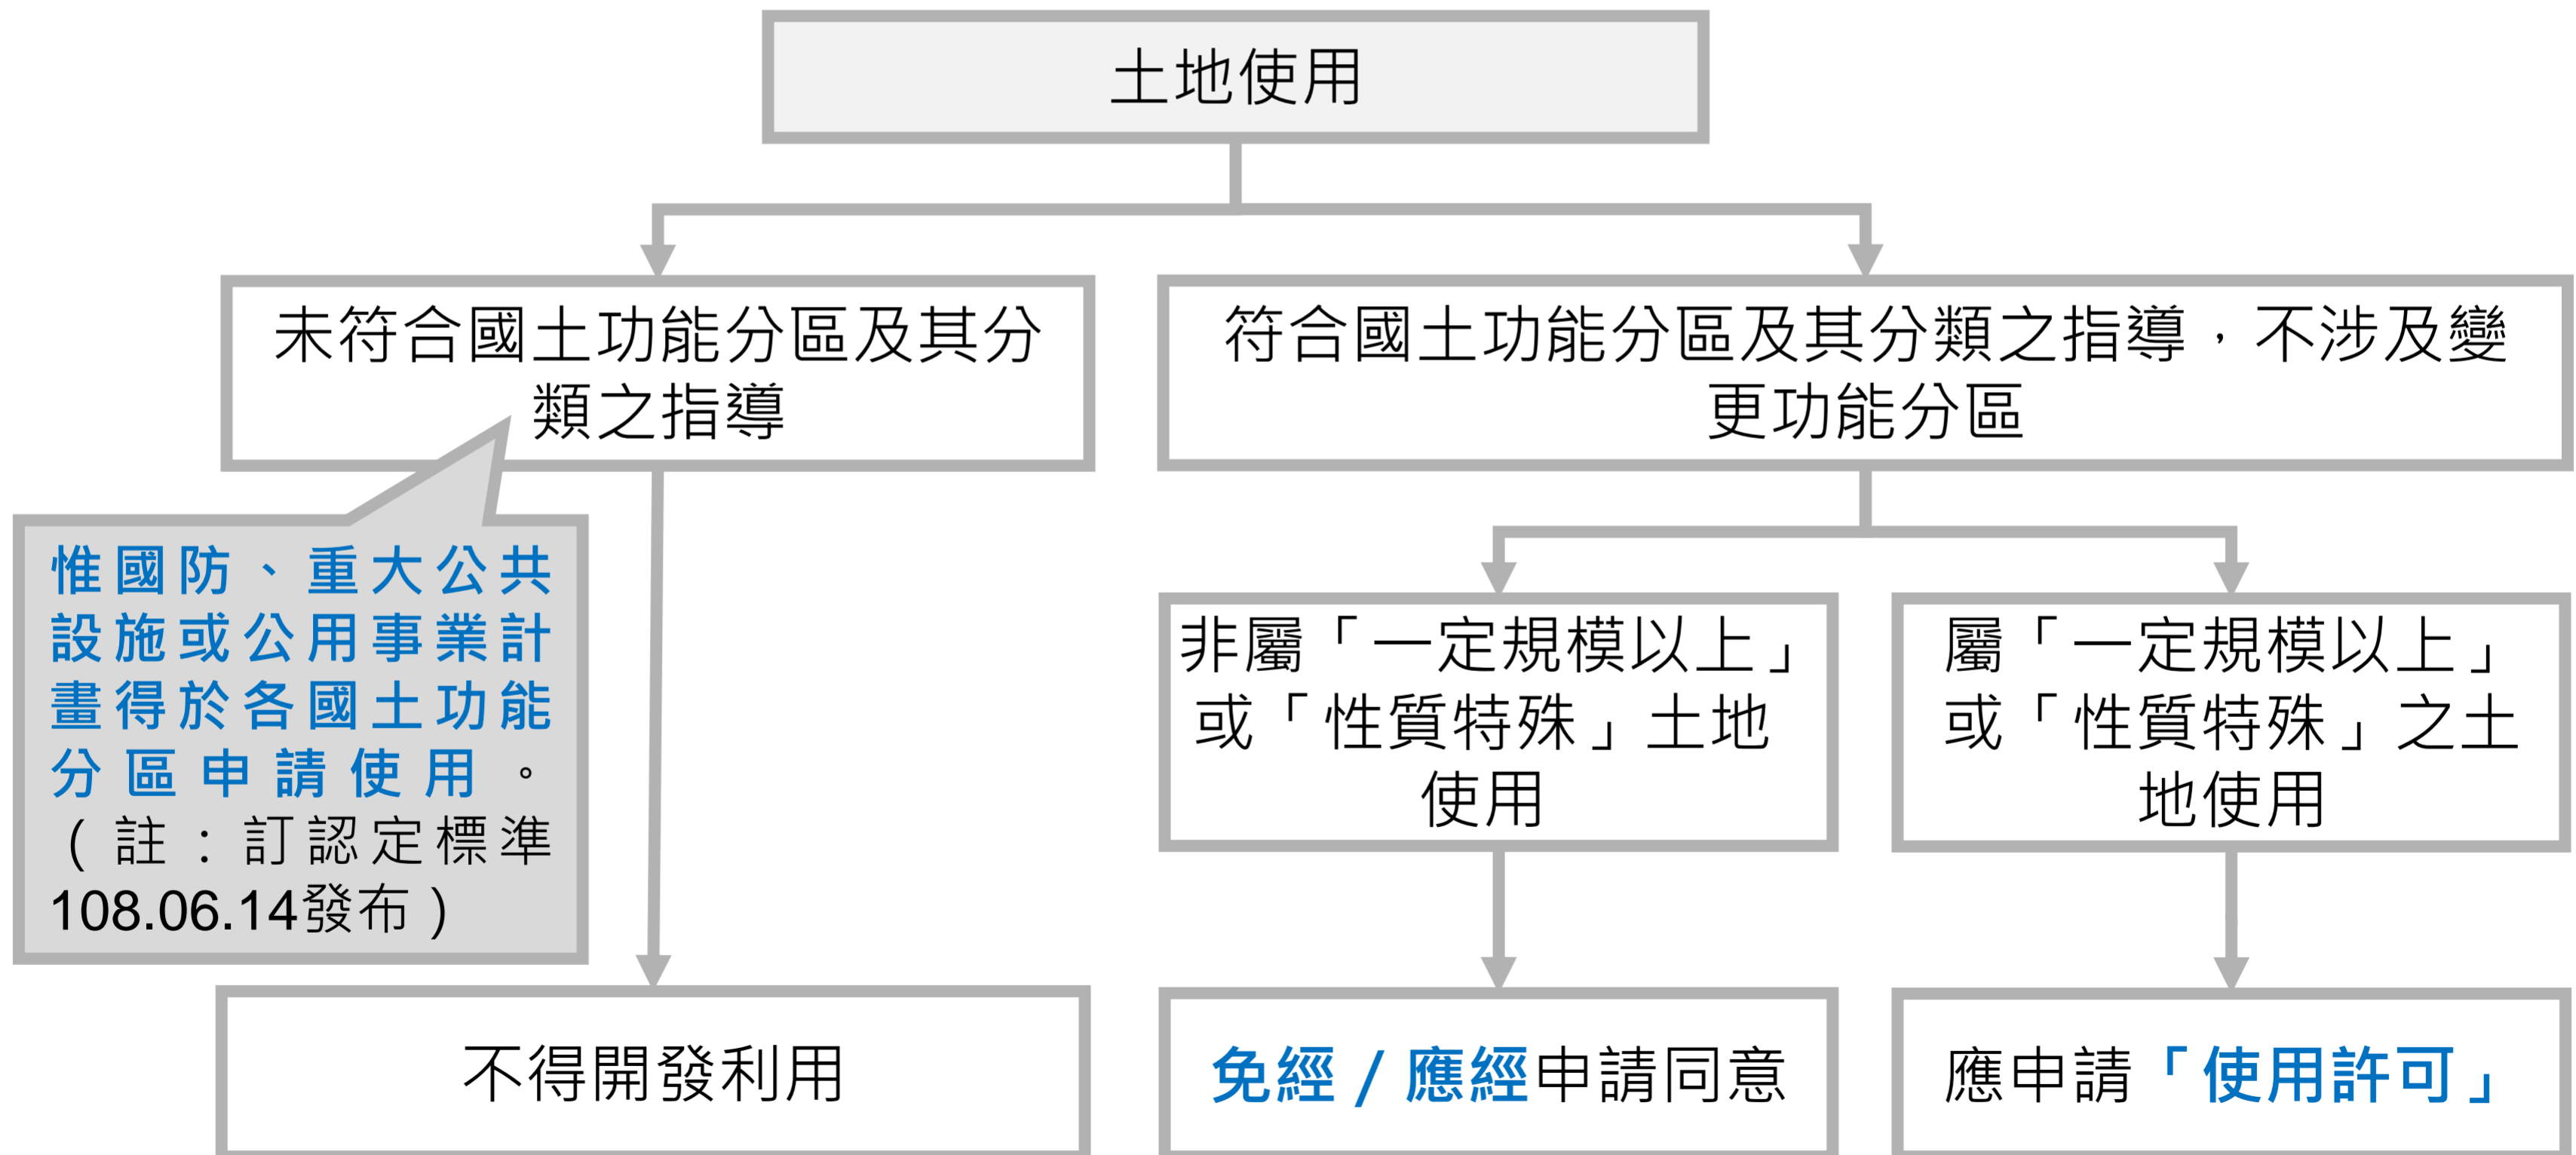 土地使用
未符合國土功能分區及其分
類之指導
符合國土功能分區及其分類之指導，不涉及變
更功能分區
惟國防、重大公共
設施或公用事業計
畫得於各國土功能
分區申請使用。
(註：訂認定標準
108.06.14發布)
非屬「一定規模以上」
或「性質特殊」土地
使用
屬「一定規模以上」
或「性質特殊」之土
地使用
不得開發利用
免經/應經申請同意
應申請「使用許可」